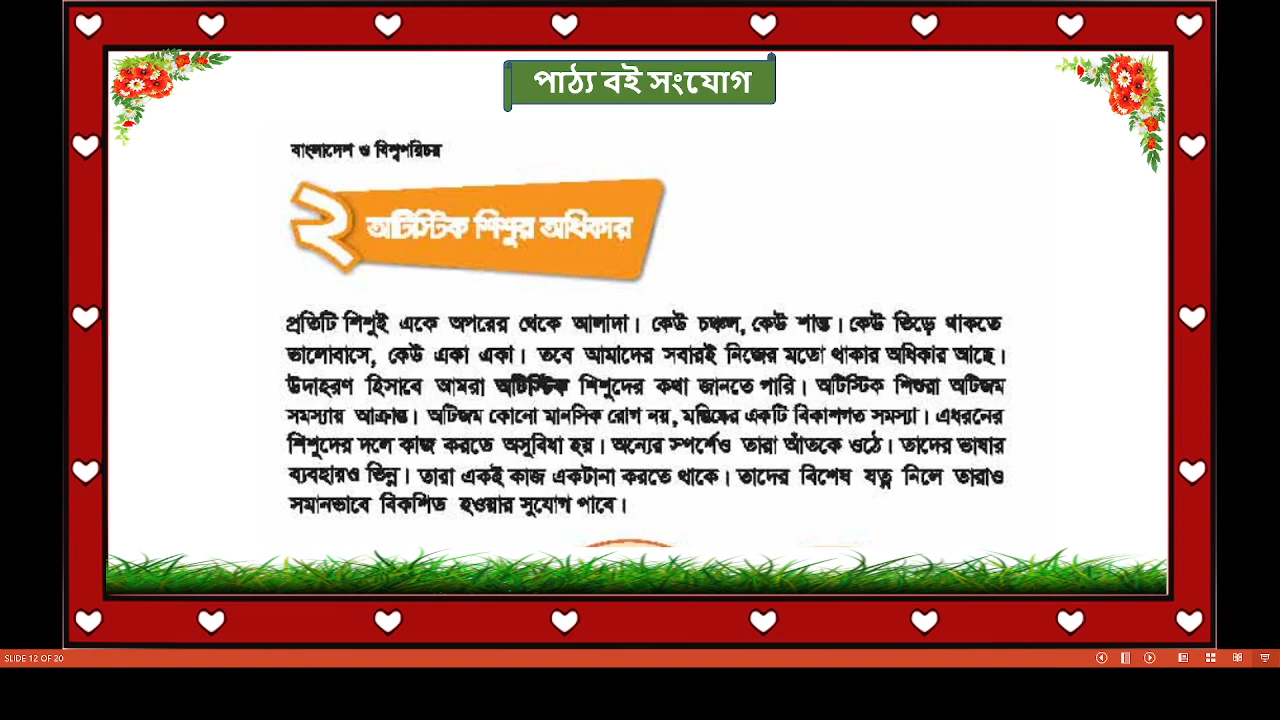 পাঠ্য বই সংযোগ
বাংলাদেশ ও বিশ্বপরিচয়
২ অটিস্টিক শিশুর অধিকার
প্রতিটি শিশুই একে অপরের থেকে আলাদা। কেউ চঞ্চল, কেউ শান্ত। কেউ ভিড়ে থাকতে
ভালোবাসে, কেউ একা একা। তবে আমাদের সবারই নিজের মতো থাকার অধিকার আছে।
উদাহরণ হিসাবে আমরা অটিস্টিক শিশুদের কথা জানতে পারি। অটিস্টিক শিশুরা অটিজম
সমস্যায় আক্রান্ত। অটিজম কোনো মানসিক রোগ নয়, মস্তিষ্কের একটি বিকাশগত সমস্যা। এধরনের
শিশুদের দলে কাজ করতে অসুবিধা হয়। অন্যের স্পর্শেও তারা আঁতকে ওঠে। তাদের ভাষার
ব্যবহারও ভিন্ন। তারা একই কাজ একটানা করতে থাকে। তাদের বিশেষ যত্ন নিলে তারাও
সমানভাবে বিকশিত হওয়ার সুযোগ পাবে।
SLIDE 12 OF 20